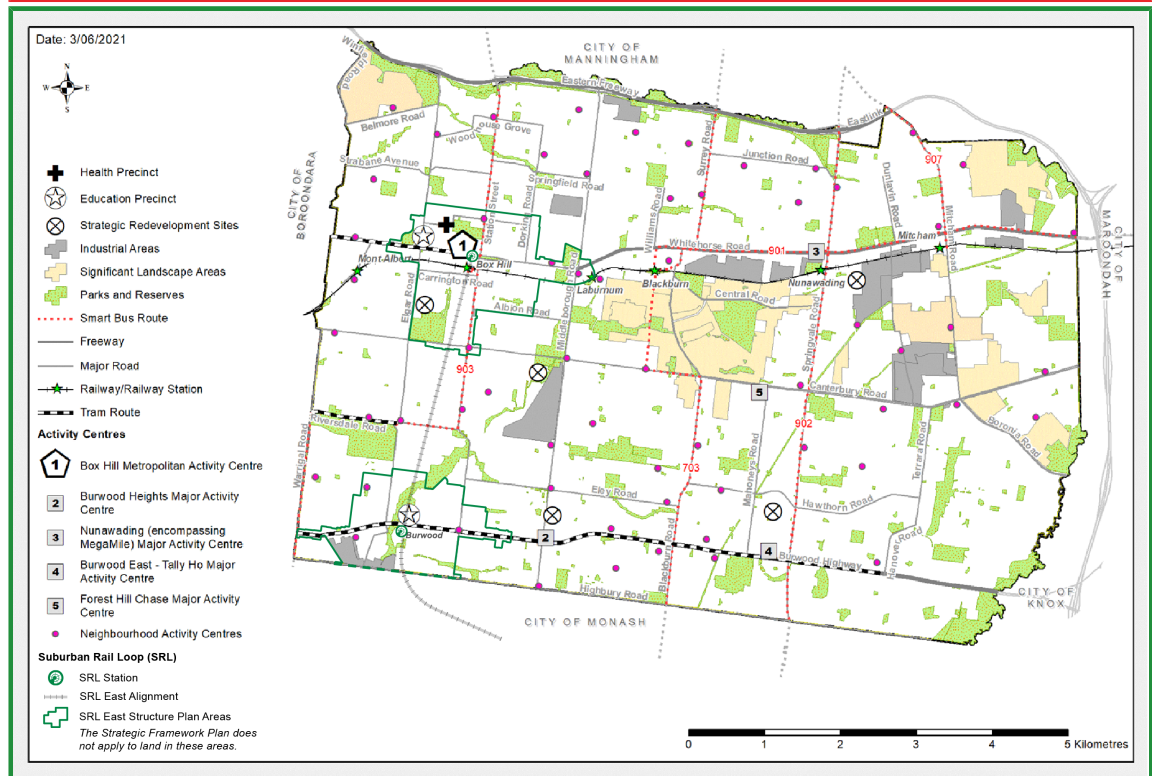 Date: 3/06/2021
N
W
E
S
Health Precinct
Education Precinct
Strategic Redevelopment Sites
Industrial Areas
Significant Landscape Areas
Parks and Reserves
Smart Bus Route
Freeway
Major Road
Railway/Railway Station
Tram Route
Activity Centres
1
Box Hill Metropolitan Activity Centre
2
Burwood Heights Major Activity
Centre
3
Nunawading (encompassing
MegaMile) Major Activity Centre
4
Burwood East - Tally Ho Major
Activity Centre
5
Forest Hill Chase Major Activity
Centre
Neighbourhood Activity Centres
Suburban Rail Loop (SRL)
SRL Station
SRL East Alignment
SRL East Structure Plan Areas
The Strategic Framework Plan does
not apply to land in these areas.
CITY OF
MANNINGHAM
CITY OF
BOROONDARA
CITY OF
MAROONDAH
CITY OF
KNOX
CITY OF MONASH
Winfield Road
Eastern Freeway
Eastlink
Belmore Road
Woodhouse Grove
Strabane Avenue
Springfield Road
Junction Road
Surrey Road
Dunlavin Road
907
Station Street
Dorking Road
Williams Road
Whitehorse Road
901
3
Mitcham
Mitcham Road
1
Mont Albert
Box Hill
Laburnum
Blackburn
Nunawading
Carrington Road
Elgar Road
Albion Road
Middleborough Road
Central Road
Springvale Road
903
Canterbury Road
5
902
Riversdale Road
Warrigal Road
703
Mahoneys Road
Terrara Road
Boronia Road
Eley Road
Hawthorn Road
Burwood
2
4
Blackburn Road
Burwood Highway
Hanover Road
Highbury Road
0
1
2
3
4
5 Kilometres